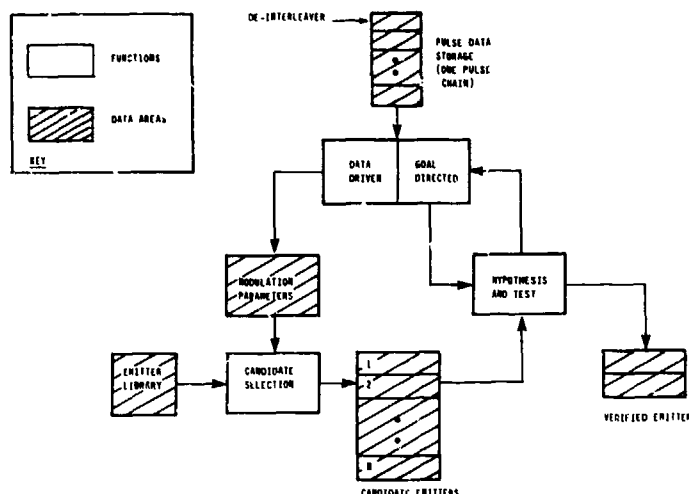 DE-INTERLEAVER
PULSE DATA
STORAGE
(ONE PULSE
CHAIN)
FUNCTIONS
DATA AREAS
KEY
DATA
DRIVEN
GOAL
DIRECTED
MODULATION
PARAMETERS
HYPOTHESIS
AND TEST
EMITTER
LIBRARY
CANDIDATE
SELECTION
1
2
N
CANDIDATE EMITTERS
VERIFIED EMITTER